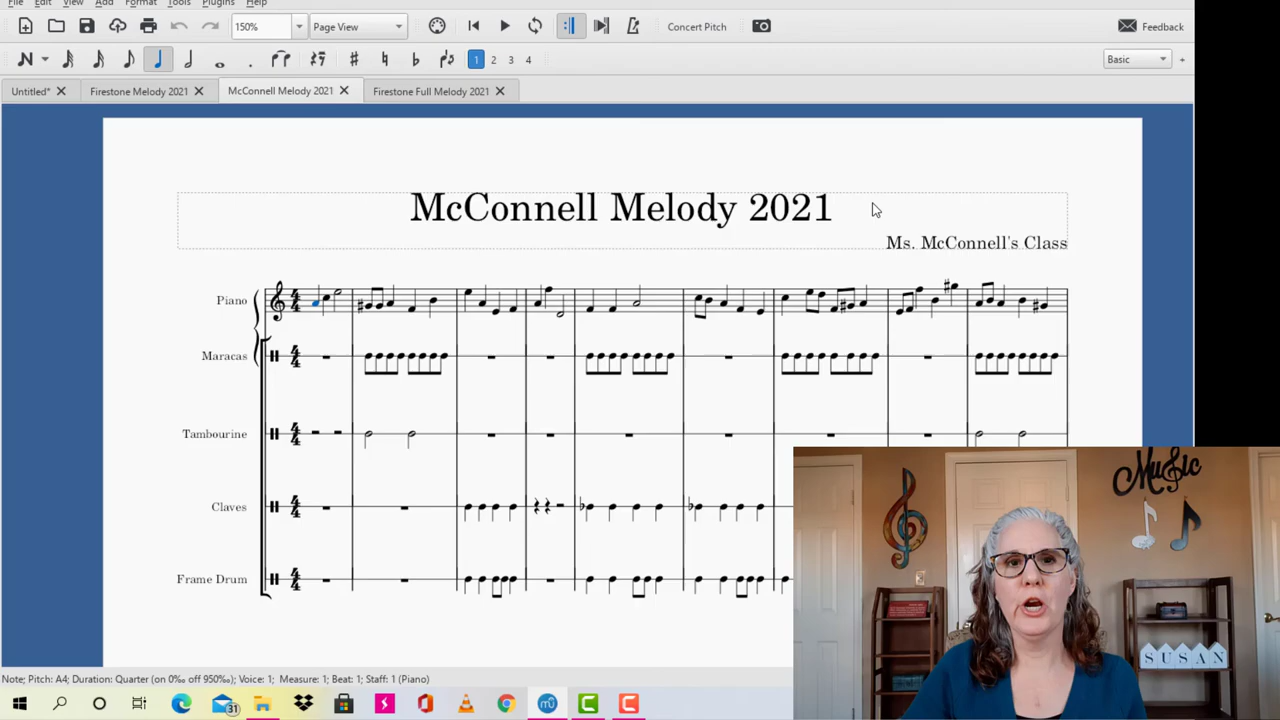 File Edit View Add Format Tools Plugins Help
150% Page View Concert Pitch Feedback
1 2 3 4 Basic
Untitled* Firestone Melody 2021 McConnell Melody 2021 Firestone Full Melody 2021
McConnell Melody 2021
Ms. McConnell's Class
Piano
Maracas
Tambourine
Claves
Frame Drum
Music
SUSAN
Note; Pitch: A4; Duration: Quarter (on 0‰ off 950‰); Voice: 1; Measure: 1; Beat: 1; Staff: 1 (Piano)
31